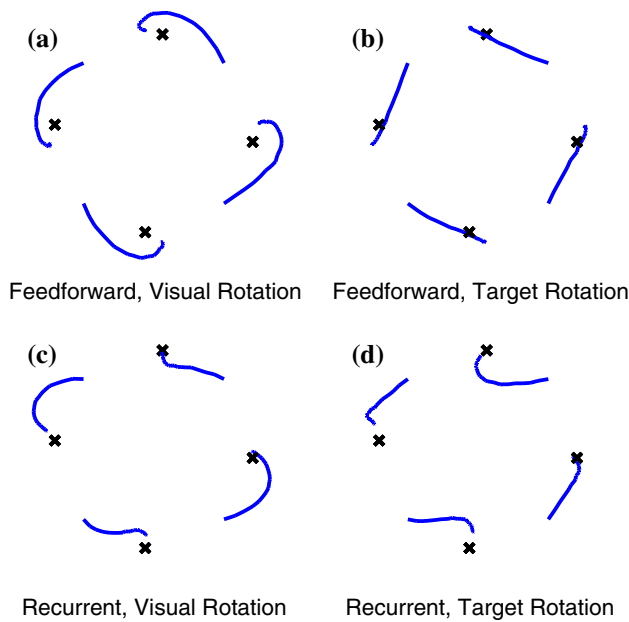 (a) (b)
Feedforward, Visual Rotation Feedforward, Target Rotation
(c) (d)
Recurrent, Visual Rotation Recurrent, Target Rotation